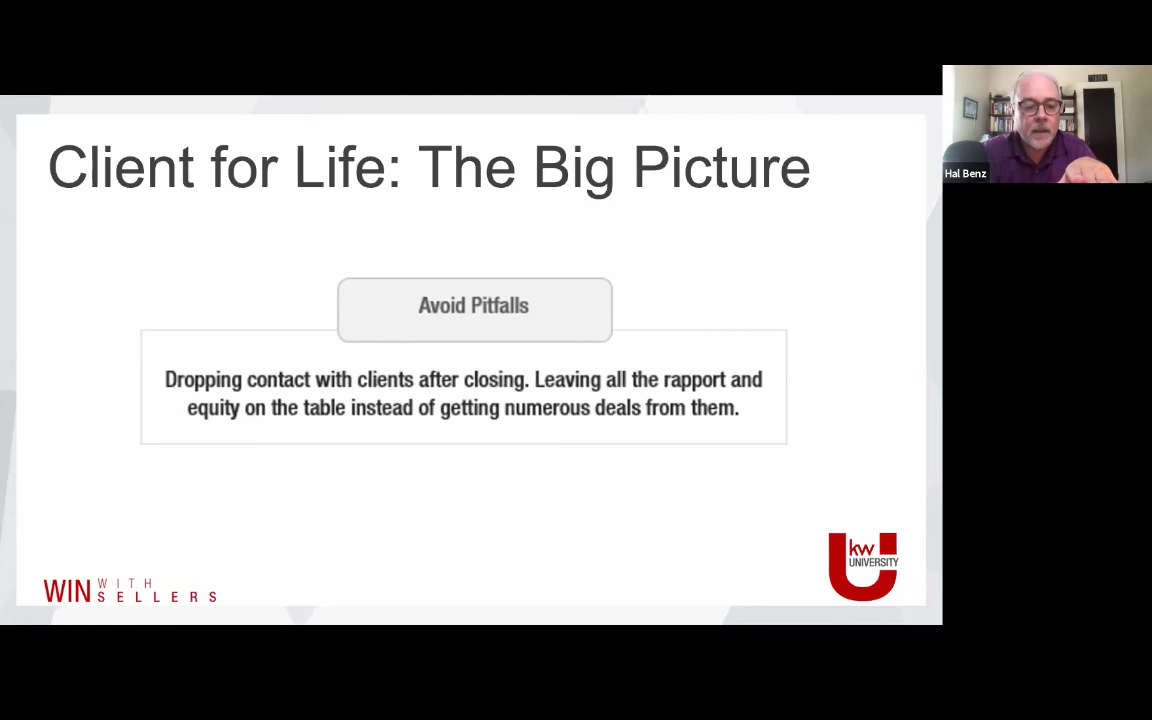 Client for Life: The Big Picture
Avoid Pitfalls
Dropping contact with clients after closing. Leaving all the rapport and
equity on the table instead of getting numerous deals from them.
WIN WITH
SELLERS
kw
UNIVERSITY
Hal Benz